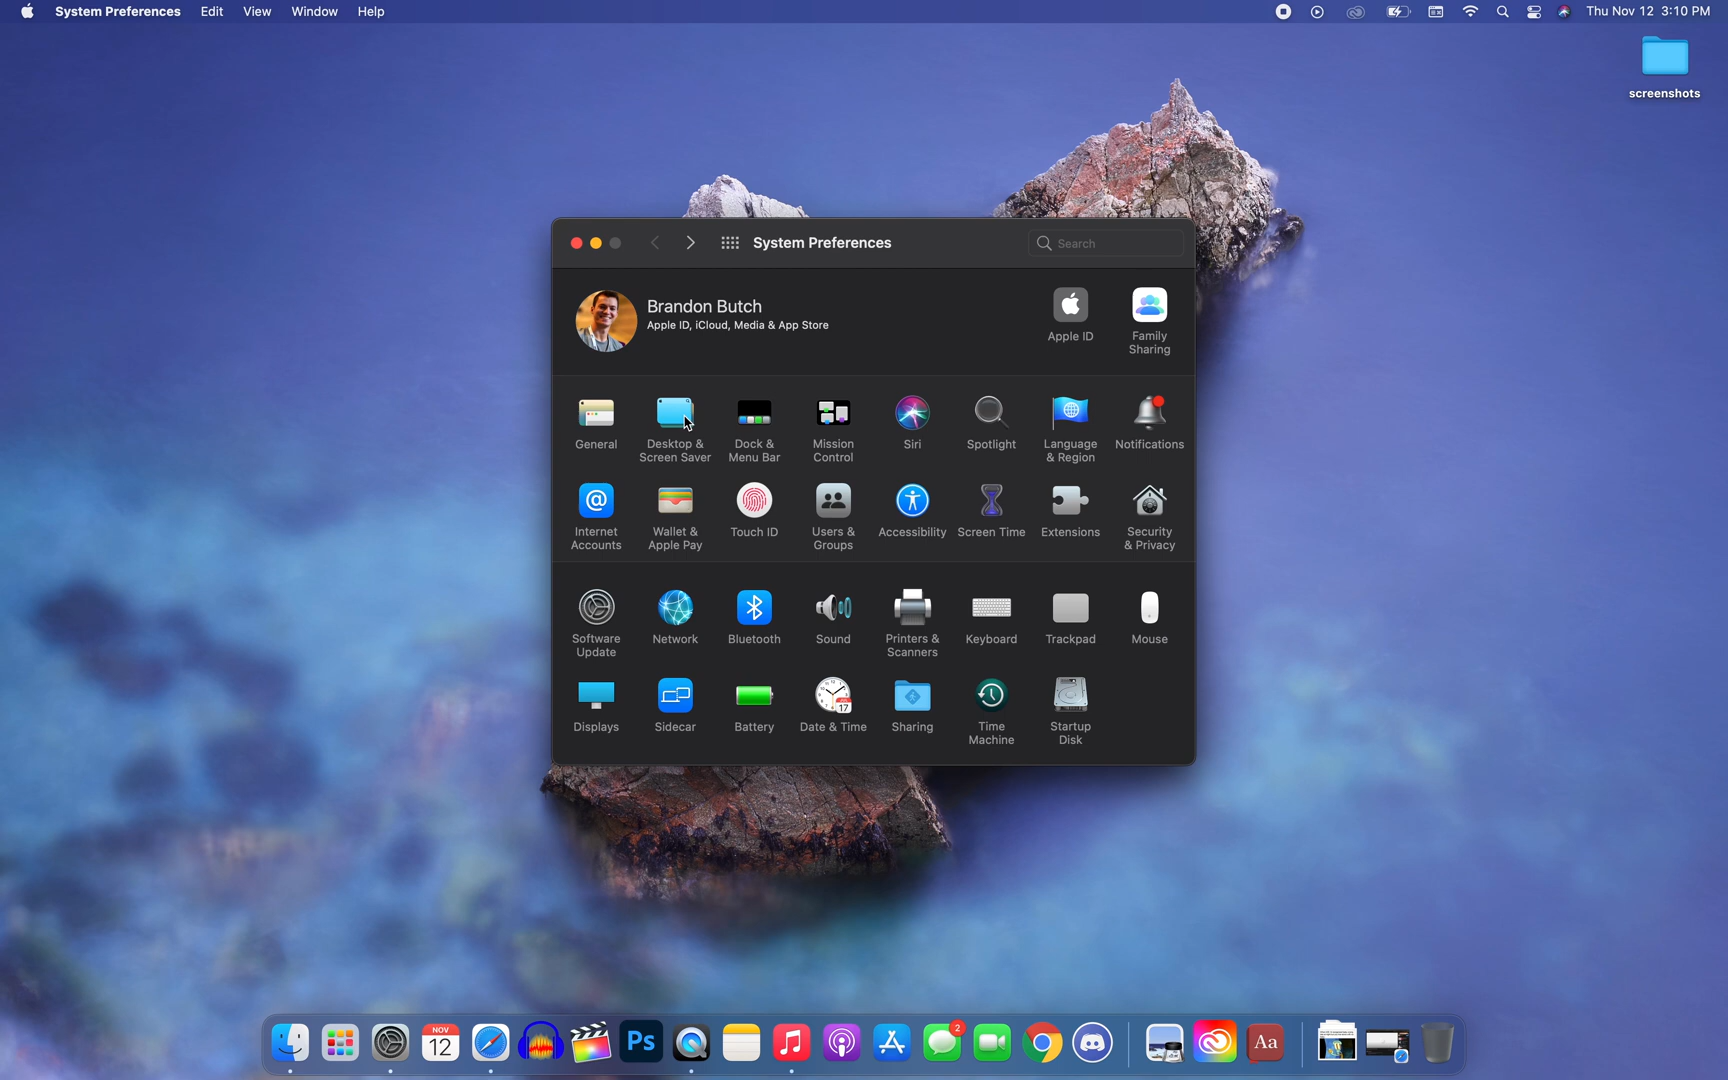 System Preferences Edit View Window Help Thu Nov 12 3:10 PM
screenshots
System Preferences Search
Brandon Butch
Apple ID, iCloud, Media & App Store
Apple ID
Family
Sharing
General
Desktop &
Screen Saver
Dock &
Menu Bar
Mission
Control
Siri
Spotlight
Language
& Region
Notifications
Internet
Accounts
Wallet &
Apple Pay
Touch ID
Users &
Groups
Accessibility
Screen Time
Extensions
Security
& Privacy
Software
Update
Network
Bluetooth
Sound
Printers &
Scanners
Keyboard
Trackpad
Mouse
Displays
Sidecar
Battery
17
Date & Time
Sharing
Time
Machine
Startup
Disk
NOV
12
Ps
2
Aa